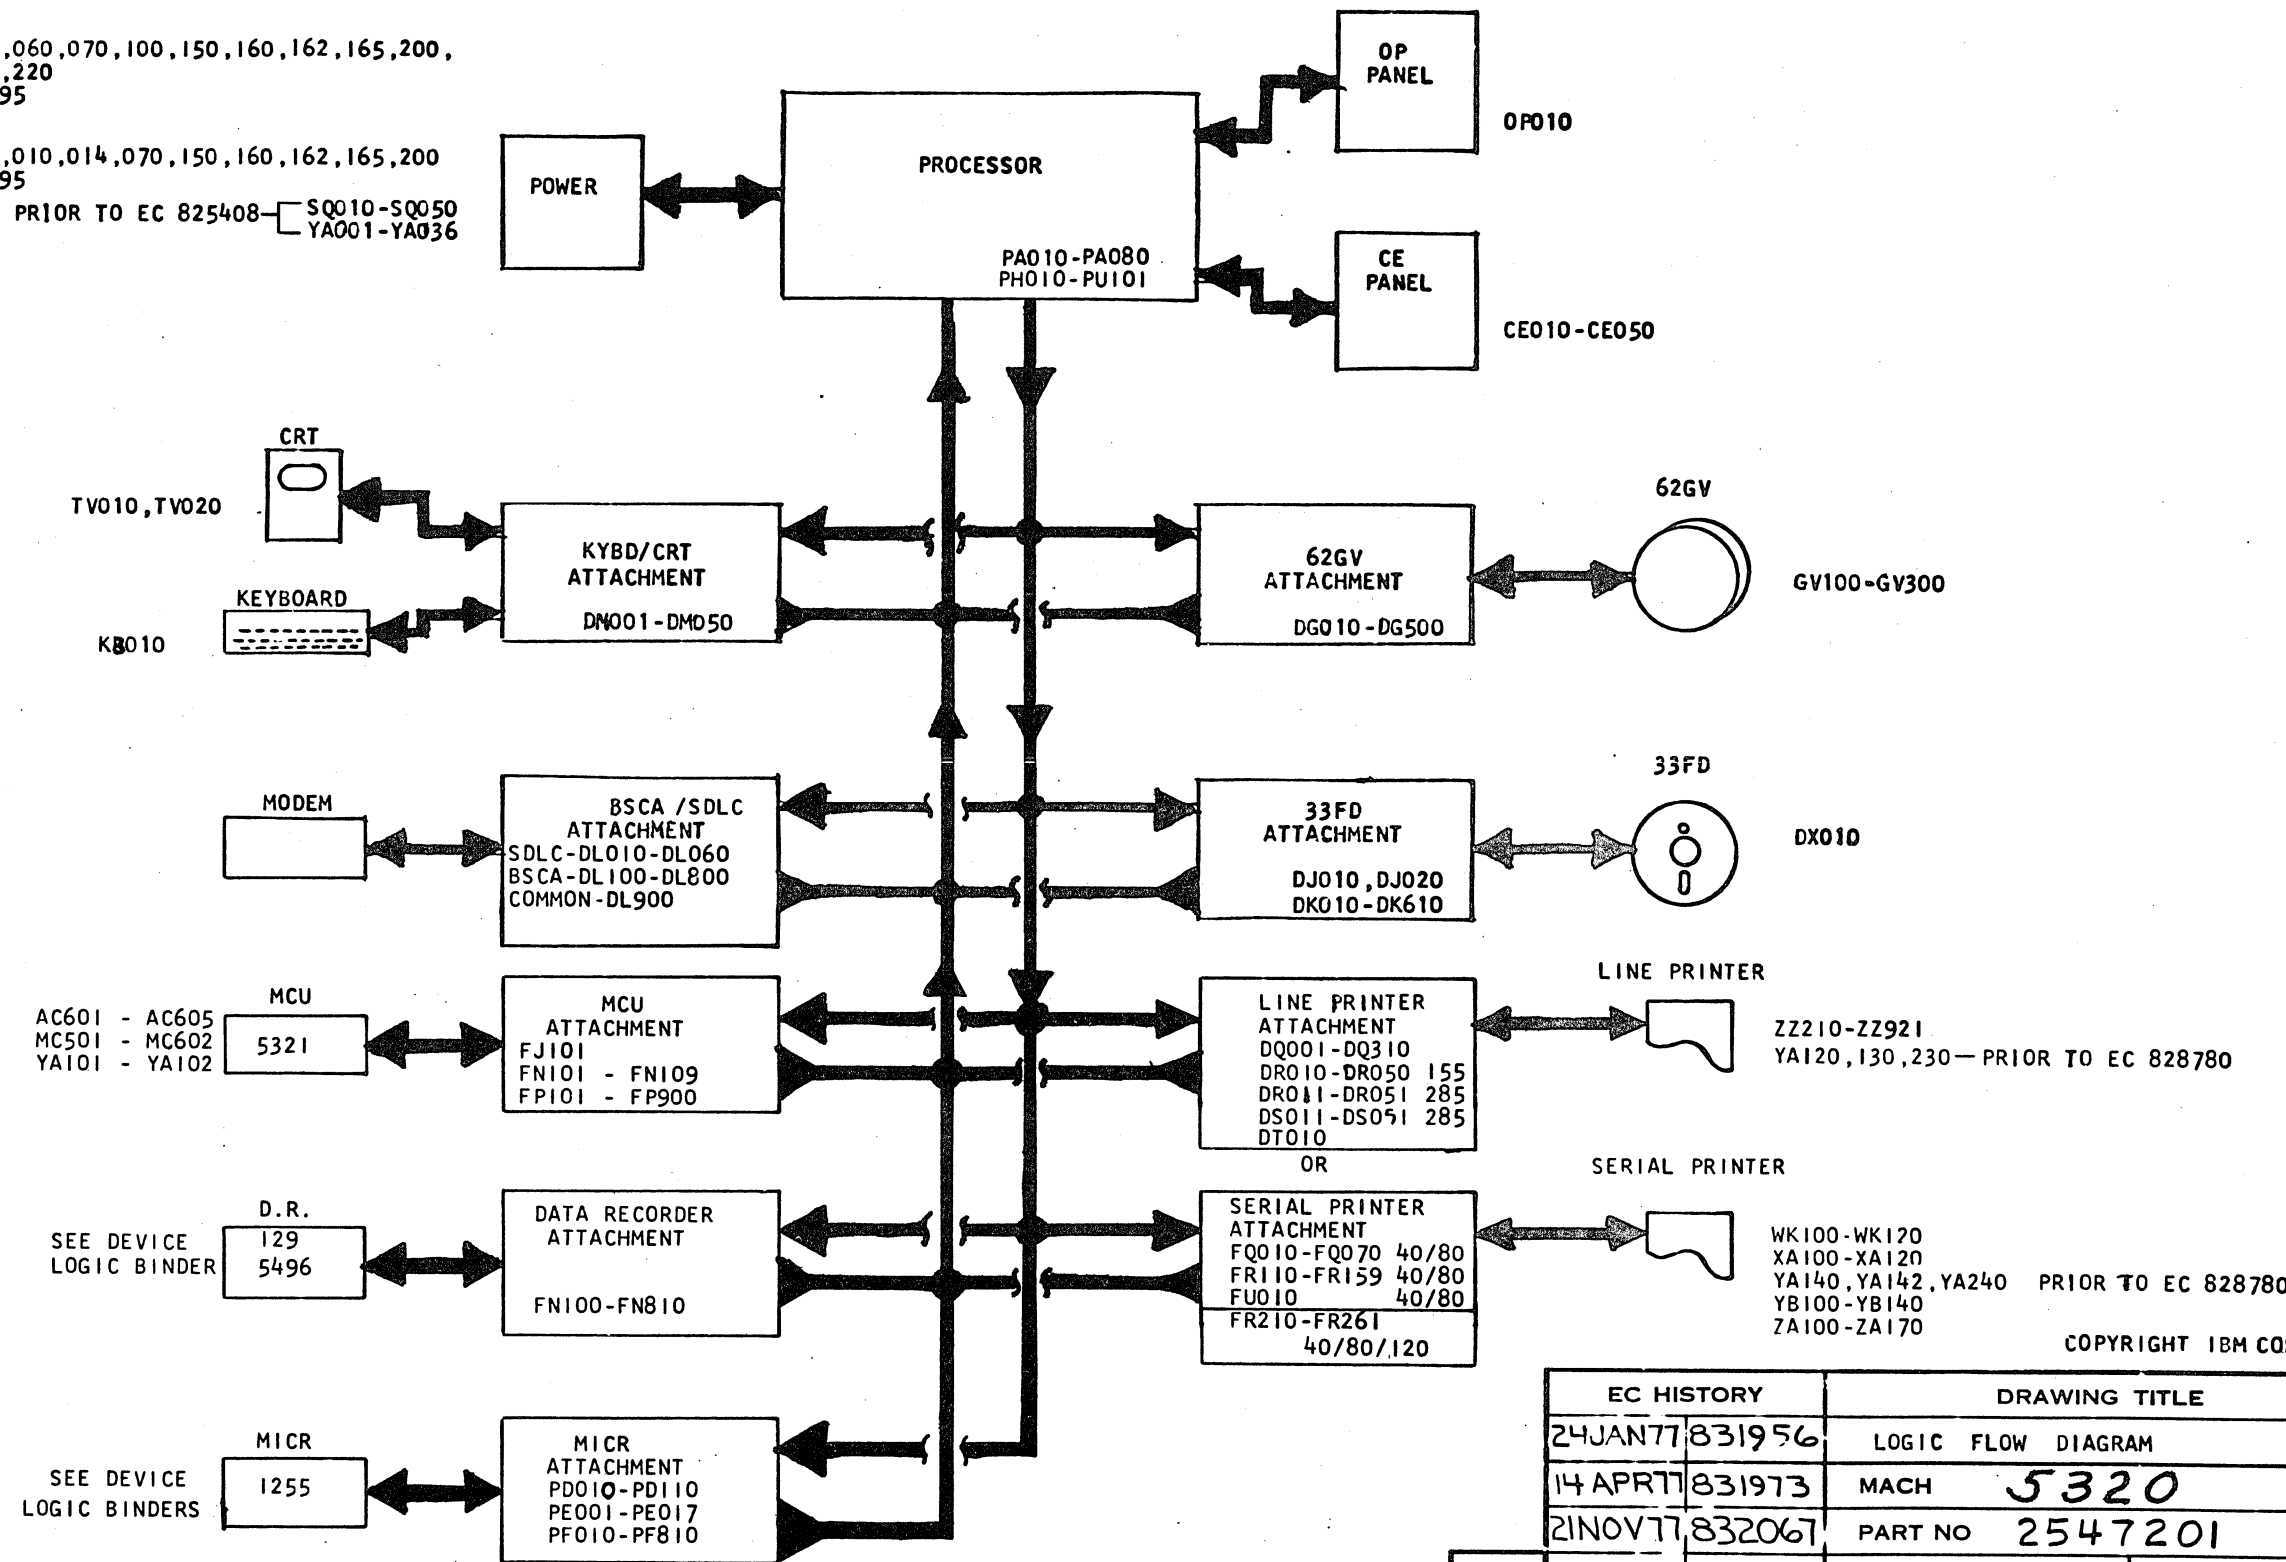 ,060,070,100,150,160,162,165,200,
,220
95
,010,014,070,150,160,162,165,200
95
PRIOR TO EC 825408
SQ010-SQ050
YA001-YA036
POWER
PROCESSOR
PA010-PA080
PH010-PU101
OP
PANEL
OP010
CE
PANEL
CE010-CE050
CRT
TV010,TV020
KEYBOARD
KB010
KYBD/CRT
ATTACHMENT
DM001-DM050
62GV
ATTACHMENT
DG010-DG500
62GV
GV100-GV300
MODEM
BSCA /SDLC
ATTACHMENT
SDLC-DL010-DL060
BSCA-DL100-DL800
COMMON-DL900
33FD
ATTACHMENT
DJ010,DJ020
DK010-DK610
33FD
DX010
MCU
AC601 - AC605
MC501 - MC602
YA101 - YA102
5321
MCU
ATTACHMENT
FJ101
FN101 - FN109
FP101 - FP900
LINE PRINTER
ATTACHMENT
DQ001-DQ310
DR010-DR050 155
DR011-DR051 285
DS011-DS051 285
DT010
OR
LINE PRINTER
ZZ210-ZZ921
YA120,130,230—PRIOR TO EC 828780
D.R.
SEE DEVICE
LOGIC BINDER
129
5496
DATA RECORDER
ATTACHMENT
FN100-FN810
SERIAL PRINTER
ATTACHMENT
FQ010-FQ070 40/80
FR110-FR159 40/80
FU010 40/80
FR210-FR261
40/80/120
SERIAL PRINTER
WK100-WK120
XA100-XA120
YA140,YA142,YA240 PRIOR TO EC 828780
YB100-YB140
ZA100-ZA170
MICR
SEE DEVICE
LOGIC BINDERS
1255
MICR
ATTACHMENT
PD010-PD110
PE001-PE017
PF010-PF810
COPYRIGHT IBM CO
EC HISTORY
DRAWING TITLE
24JAN77 831956
LOGIC FLOW DIAGRAM
14APR77 831973
MACH 5320
21NOV77 832067
PART NO 2547201